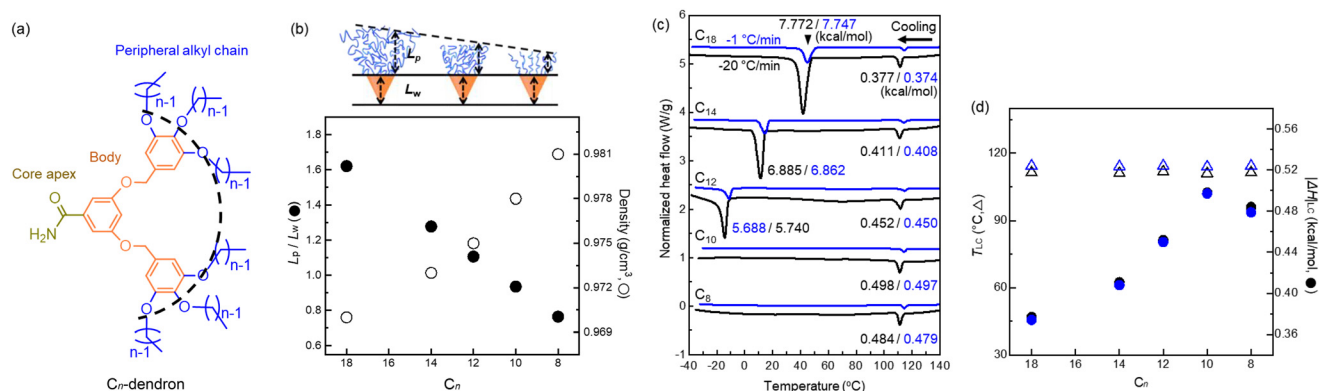 (a)
Peripheral alkyl chain
n-1
n-1
n-1
O
O
O
Body
Core apex
O
O
H₂N
O
n-1
O
O
O
n-1
n-1
Cn-dendron
(b)
Lp
Lw
Lp / Lw (●)
1.8
1.6
1.4
1.2
1.0
0.8
0.6
0.981
0.978
0.975
0.972
0.969
Density (g/cm³, ○)
18
16
14
12
10
8
Cn
(c)
Normalized heat flow (W/g)
6
5
4
3
2
1
0
-1
7.772 / 7.747
(kcal/mol)
Cooling
C18
-1 °C/min
-20 °C/min
0.377 / 0.374
(kcal/mol)
C14
0.411 / 0.408
6.885 / 6.862
C12
5.688 / 5.740
0.452 / 0.450
C10
0.498 / 0.497
C8
0.484 / 0.479
-40
-20
0
20
40
60
80
100
120
140
Temperature (°C)
(d)
TLC (°C, △)
150
120
90
60
30
0.56
0.52
0.48
0.44
0.40
0.36
|ΔH|LC (kcal/mol, ●)
18
16
14
12
10
8
Cn